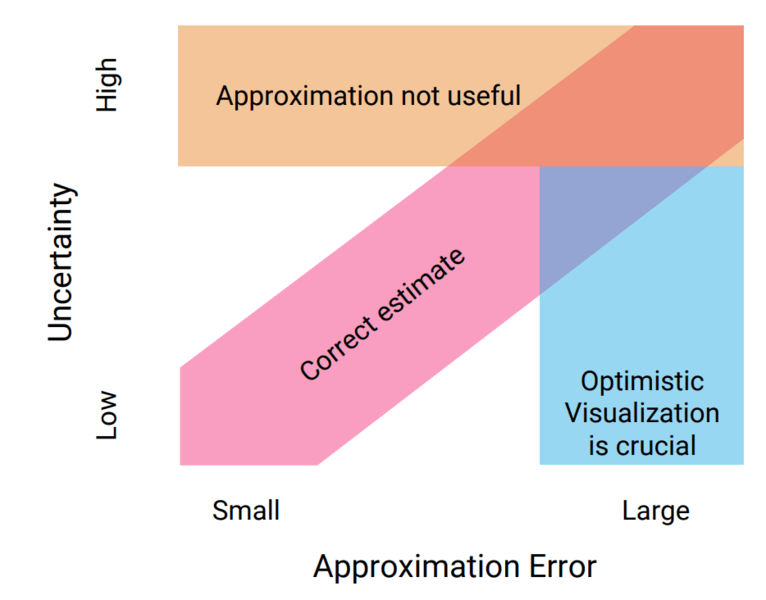 High
Approximation not useful
Uncertainty
Correct estimate
Low
Optimistic
Visualization
is crucial
Small
Large
Approximation Error